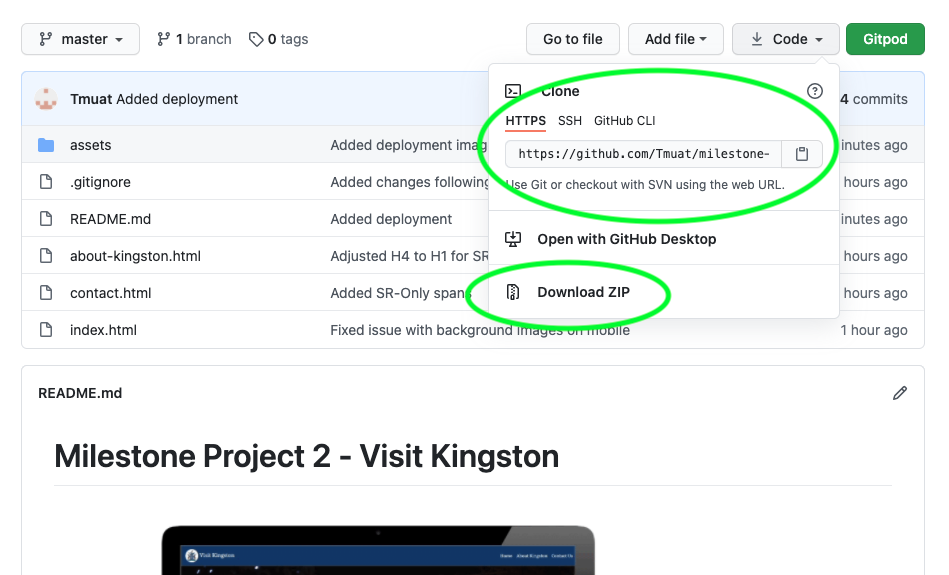 master
1 branch
0 tags
Go to file
Add file
Code
Gitpod
Tmuat Added deployment
4 commits
Clone
HTTPS SSH GitHub CLI
https://github.com/Tmuat/milestone-
Use Git or checkout with SVN using the web URL.
Open with GitHub Desktop
Download ZIP
assets
Added deployment imag
inutes ago
.gitignore
Added changes following
hours ago
README.md
Added deployment
inutes ago
about-kingston.html
Adjusted H4 to H1 for SR
hours ago
contact.html
Added SR-Only spans
hours ago
index.html
Fixed issue with background images on mobile
1 hour ago
README.md
Milestone Project 2 - Visit Kingston
Visit Kingston
Home About Kingston Contact Us